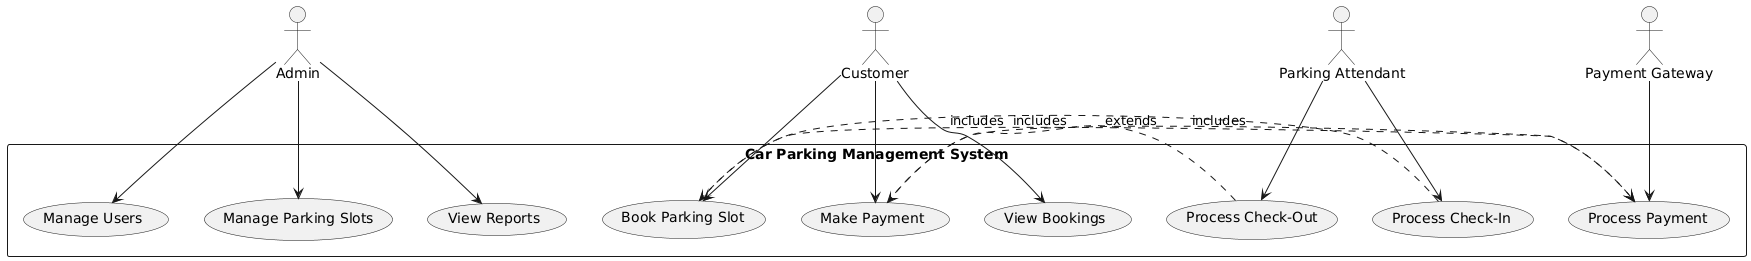 Admin
Customer
Parking Attendant
Payment Gateway
includes
includes
extends
includes
Car Parking Management System
Manage Users
Manage Parking Slots
View Reports
Book Parking Slot
Make Payment
View Bookings
Process Check-Out
Process Check-In
Process Payment